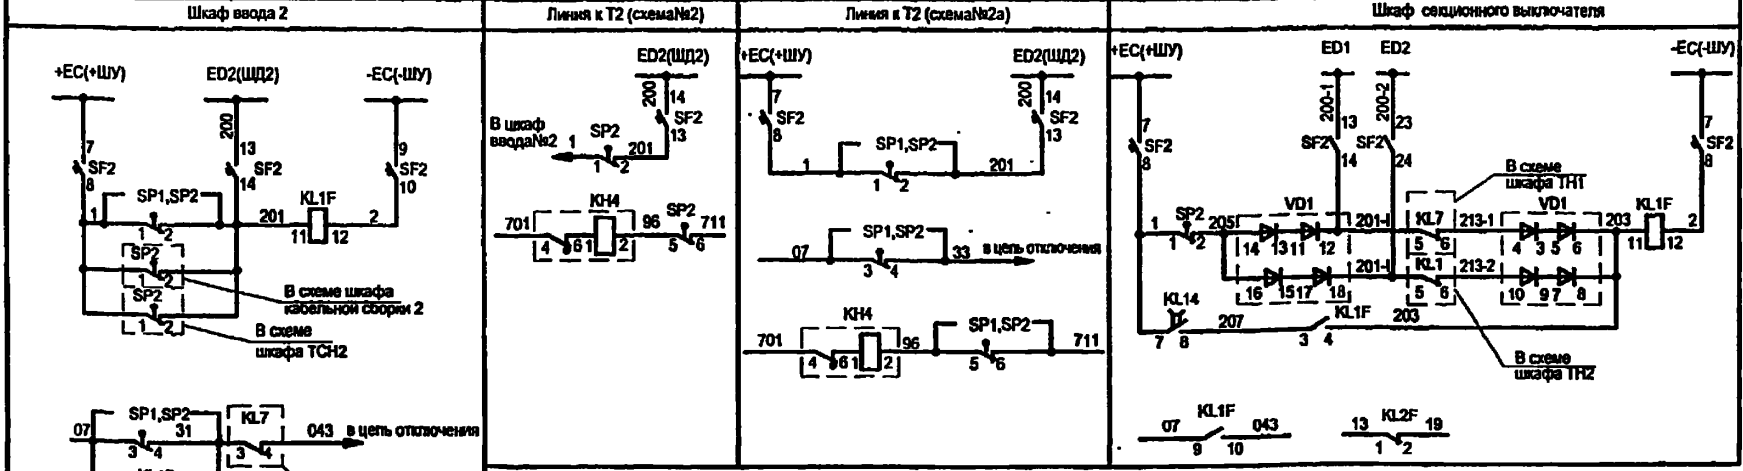 Шкаф ввода 2
Линия к Т2 (схема№2)
Линия к Т2 (схема№2а)
Шкаф секционного выключателя
+ЕС(+ШУ)
ED2(ШД2)
-ЕС(-ШУ)
200
7
SF2
8
13
SF2
14
9
SF2
10
SP1,SP2
KL1F
1
1 2
201
11 12
2
SP2
1 2
SP2
1 2
В схеме шкафа
кабельной сборки 2
В схеме
шкафа ТСН2
SP1,SP2
KL7
07
31
043
в цепь отключения
3 4
3 4
ED2(ШД2)
200
14
SF2
13
В шкаф
ввода№2
1
SP2
201
1 2
KH4
701
96
SP2
711
4 6 1 2
5 6
+ЕС(+ШУ)
ED2(ШД2)
7
SF2
8
200
14
SF2
13
SP1,SP2
1
201
1 2
SP1,SP2
07
33
в цепь отключения
3 4
KH4
SP1,SP2
701
96
711
4 6 1 2
5 6
+ЕС(+ШУ)
ED1
ED2
-ЕС(-ШУ)
200-1
200-2
7
SF2
8
13
SF2
14
23
24
7
SF2
8
В схеме
шкафа ТН1
1
SP2
205
VD1
201-I
KL7
213-1
VD1
203
KL1F
2
1 2
14 13 11 12
5 6
4 3 5 6
11 12
201-I
KL1
213-2
16 15 17 18
5 6
10 9 7 8
KL14
207
KL1F
203
7 8
3 4
В схеме
шкафа ТН2
07
KL1F
043
9 10
13
KL2F
19
1 2